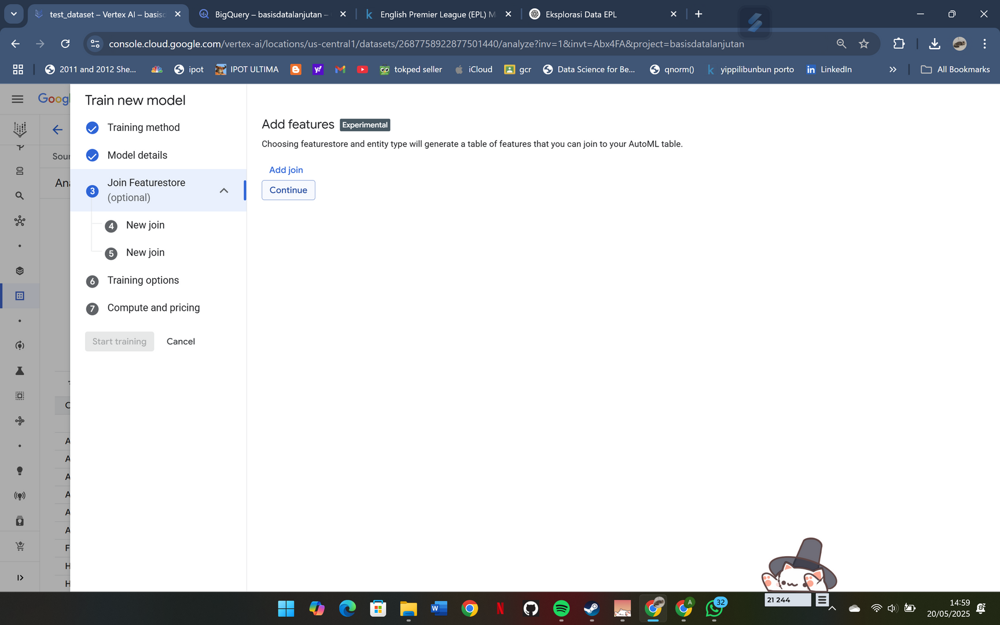 test_dataset – Vertex AI – basisd
BigQuery – basisdatalanjutan –
English Premier League (EPL) M
Eksplorasi Data EPL
console.cloud.google.com/vertex-ai/locations/us-central1/datasets/2687758922877501440/analyze?inv=1&invt=Abx4FA&project=basisdatalanjutan
2011 and 2012 She...
ipot
IPOT ULTIMA
tokped seller
iCloud
gcr
Data Science for Be...
qnorm()
yippilibunbun porto
LinkedIn
All Bookmarks
Goog
Sour
Ana
Train new model
Training method
Model details
3 Join Featurestore
(optional)
4 New join
5 New join
6 Training options
7 Compute and pricing
Start training
Cancel
Add features Experimental
Choosing featurestore and entity type will generate a table of features that you can join to your AutoML table.
Add join
Continue
A
A
A
A
A
A
F
H
H
21 244
32
14:59
20/05/2025